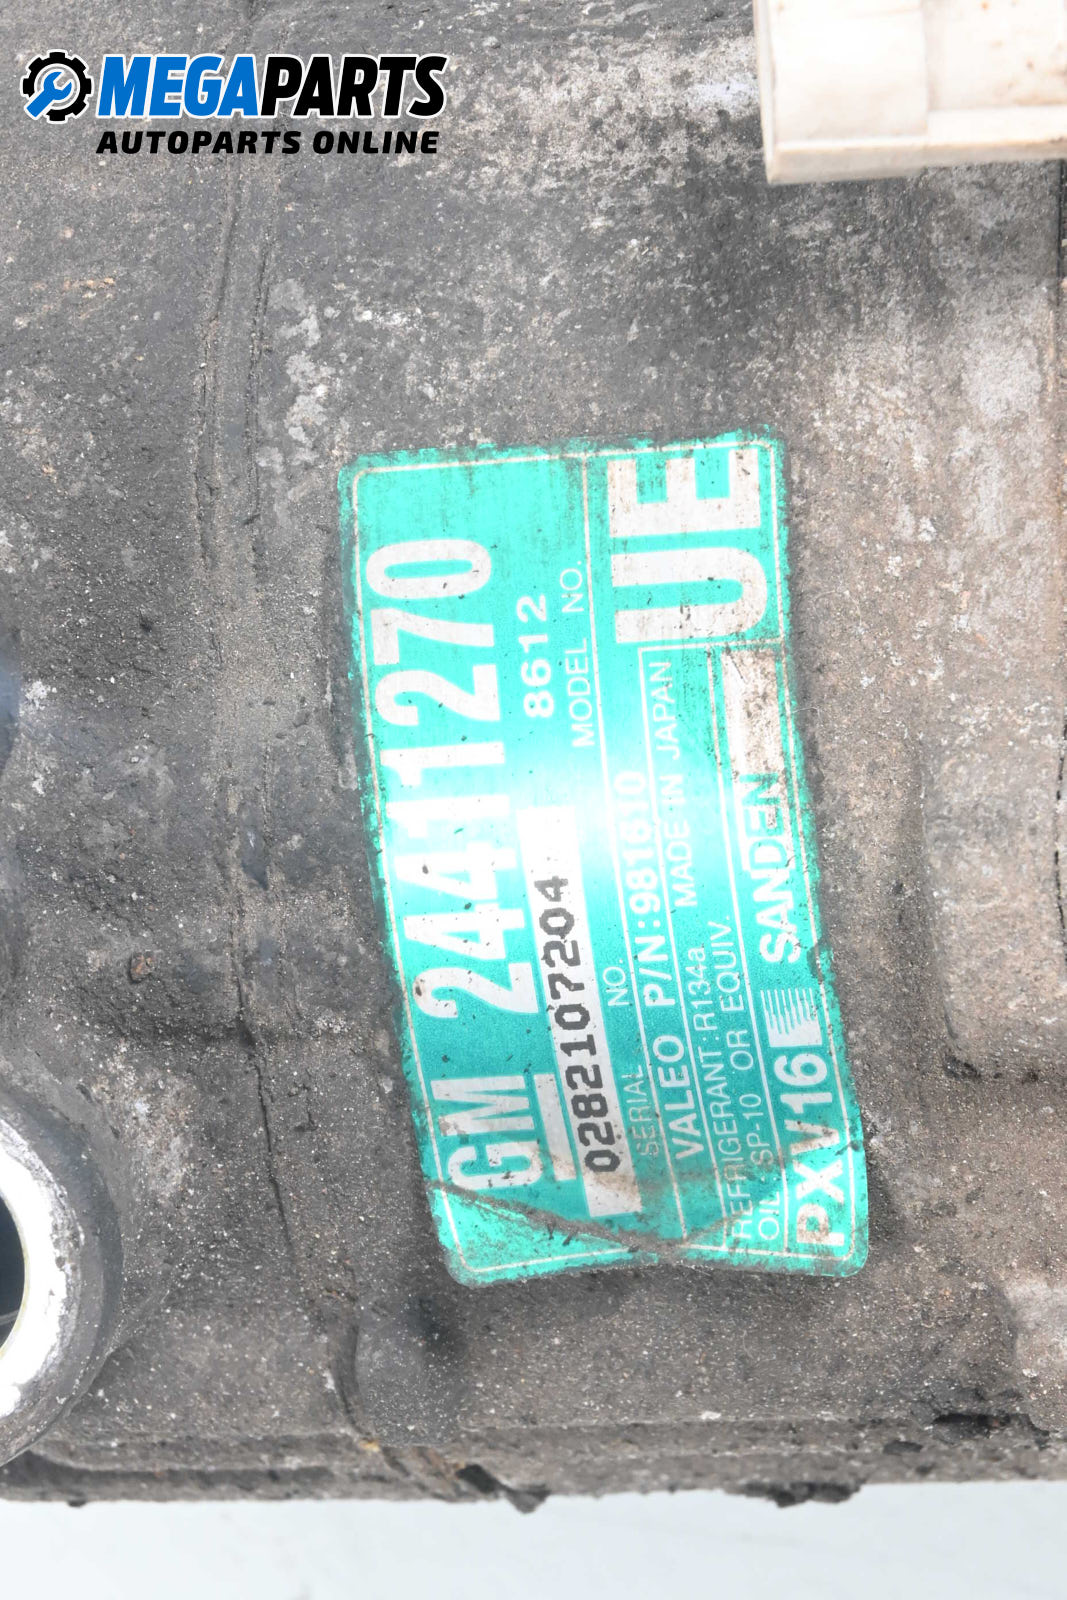 MEGAPARTS
AUTOPARTS ONLINE
GM 24411270
8612
0282107204
SERIAL NO. MODEL NO.
VALEO P/N:981610
UE
MADE IN JAPAN
REFRIGERANT:R134a
OIL:SP-10 OR EQUIV.
PXV16 SANDEN